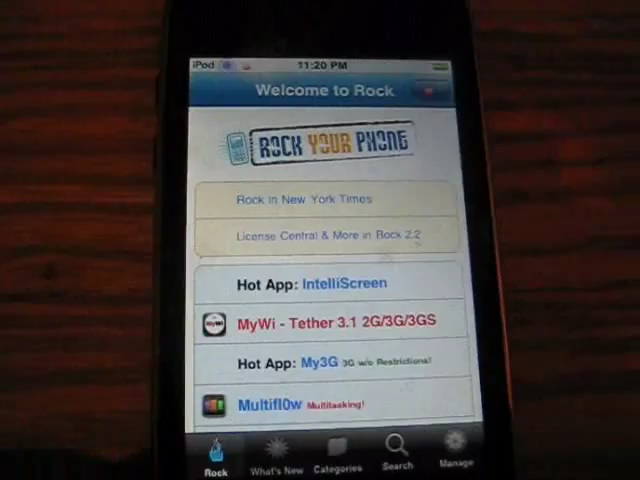 iPod 11:20 PM
Welcome to Rock
ROCK YOUR PHONE
Rock in New York Times
License Central & More in Rock 2.2
Hot App: IntelliScreen
MyWi
MyWi - Tether 3.1 2G/3G/3GS
Hot App: My3G 3G w/o Restrictions!
Multifl0w Multitasking!
Rock What's New Categories Search Manage